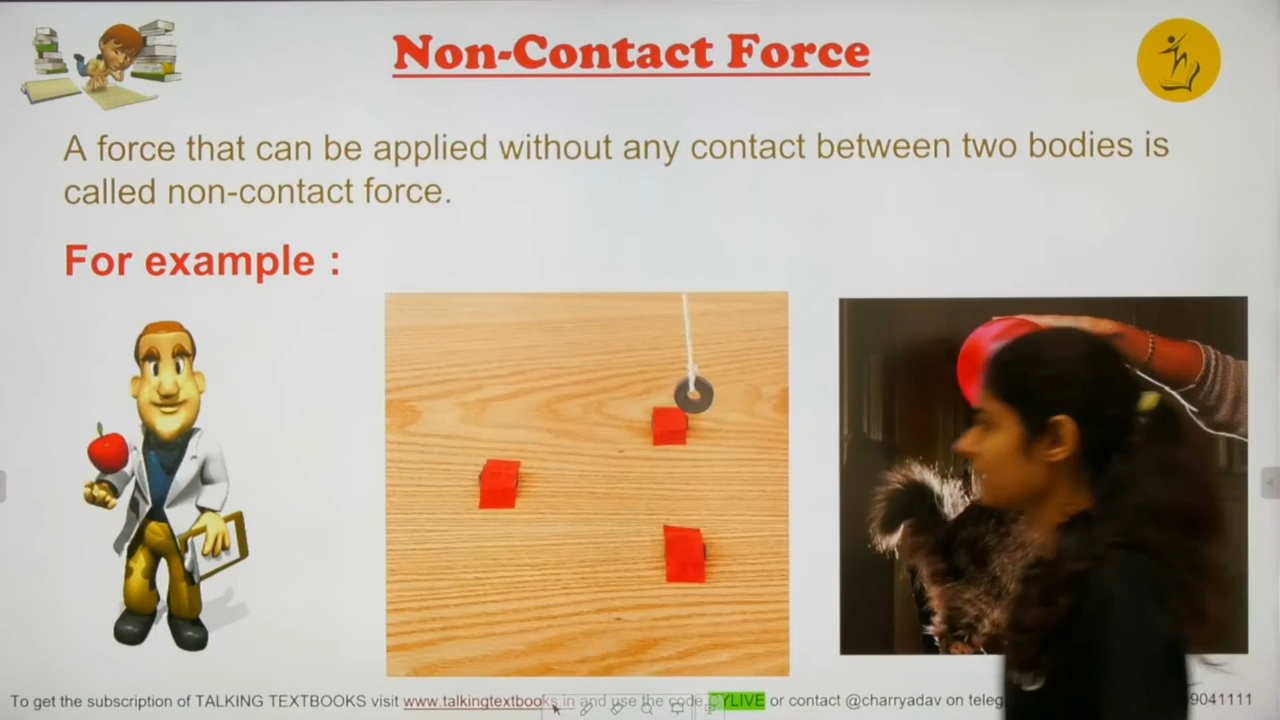 Non-Contact Force
A force that can be applied without any contact between two bodies is
called non-contact force.
For example :
To get the subscription of TALKING TEXTBOOKS visit www.talkingtextbooks.in and use the code YLIVE or contact @charryadav on 9041111